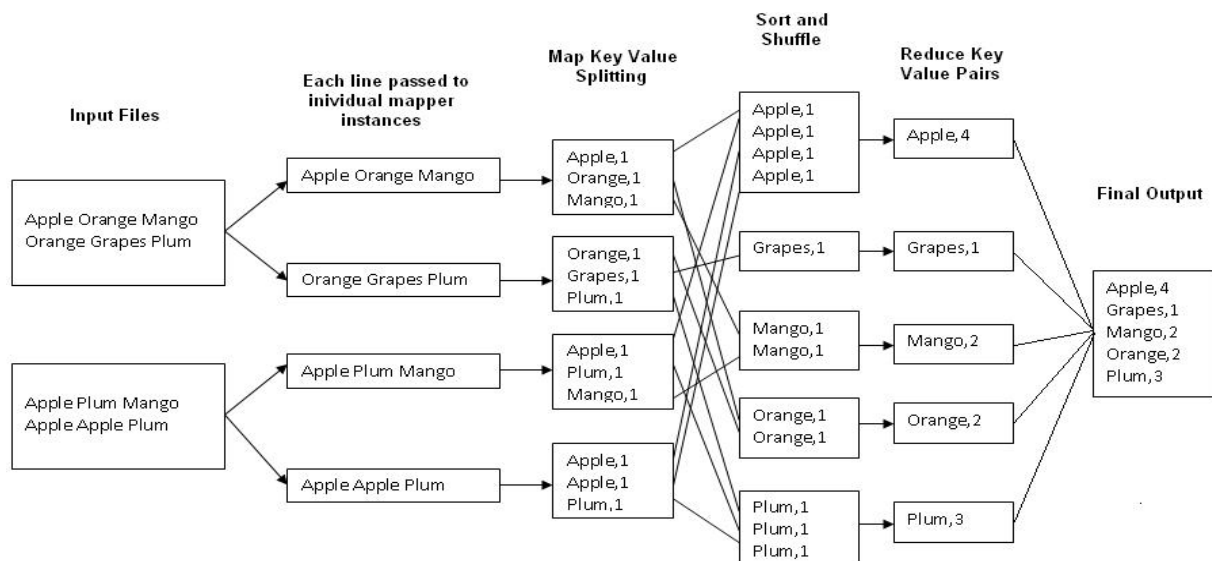 Input Files
Each line passed to
inividual mapper
instances
Map Key Value
Splitting
Sort and
Shuffle
Reduce Key
Value Pairs
Final Output
Apple Orange Mango
Orange Grapes Plum
Apple Plum Mango
Apple Apple Plum
Apple Orange Mango
Orange Grapes Plum
Apple Plum Mango
Apple Apple Plum
Apple,1
Orange,1
Mango,1
Orange,1
Grapes,1
Plum,1
Apple,1
Plum,1
Mango,1
Apple,1
Apple,1
Plum,1
Apple,1
Apple,1
Apple,1
Apple,1
Grapes,1
Mango,1
Mango,1
Orange,1
Orange,1
Plum,1
Plum,1
Plum,1
Apple,4
Grapes,1
Mango,2
Orange,2
Plum,3
Apple,4
Grapes,1
Mango,2
Orange,2
Plum,3